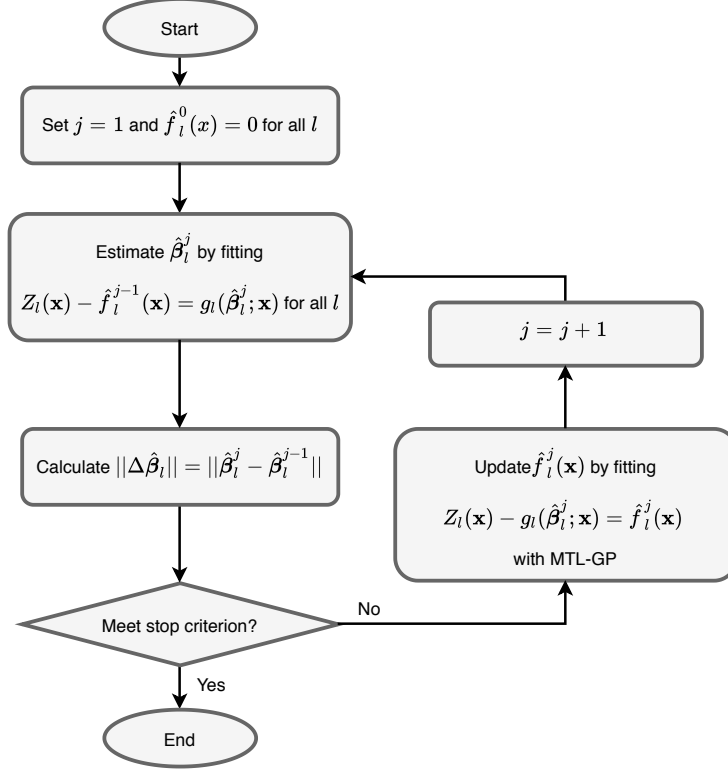 Start
Set $j = 1$ and $\hat{f}_l^0(x) = 0$ for all $l$
Estimate $\hat{\boldsymbol{\beta}}_l^j$ by fitting
$Z_l(\mathbf{x}) - \hat{f}_l^{j-1}(\mathbf{x}) = g_l(\hat{\boldsymbol{\beta}}_l^j; \mathbf{x})$ for all $l$
Calculate $||\Delta\hat{\boldsymbol{\beta}}_l|| = ||\hat{\boldsymbol{\beta}}_l^j - \hat{\boldsymbol{\beta}}_l^{j-1}||$
Meet stop criterion?
No
Yes
End
Update$\hat{f}_l^j(\mathbf{x})$ by fitting
$Z_l(\mathbf{x}) - g_l(\hat{\boldsymbol{\beta}}_l^j; \mathbf{x}) = \hat{f}_l^j(\mathbf{x})$
with MTL-GP
$j = j + 1$